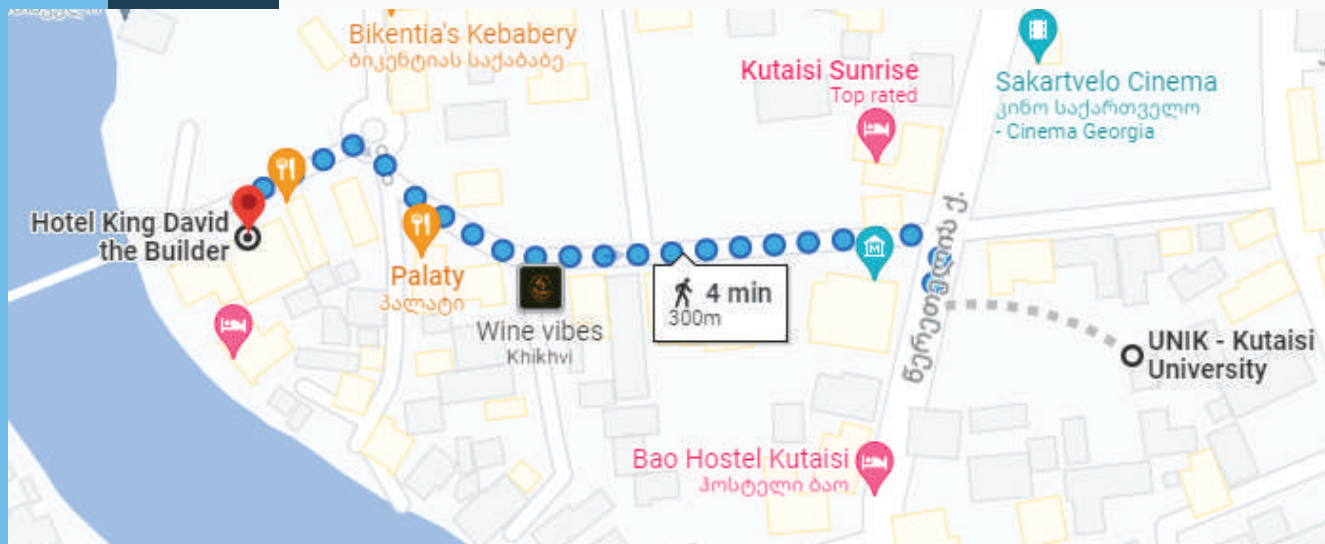 Bikentia's Kebabery
ბიკენტიას საქაბაბე
Kutaisi Sunrise
Top rated
Sakartvelo Cinema
კინო საქართველო
- Cinema Georgia
Hotel King David
the Builder
Palaty
პალატი
Wine vibes
Khikhvi
4 min
300m
UNIK - Kutaisi
University
Bao Hostel Kutaisi
ჰოსტელი ბაო